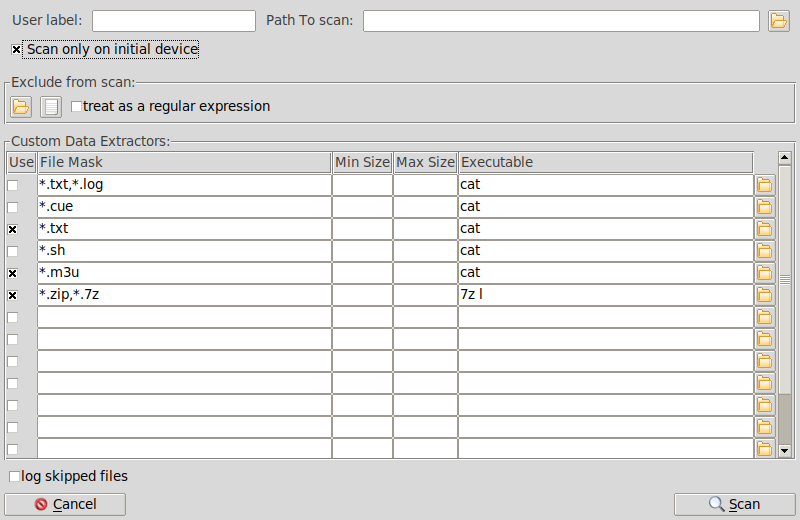 User label: Path To scan:
Scan only on initial device
Exclude from scan:
treat as a regular expression
Custom Data Extractors:
Use File Mask Min Size Max Size Executable
*.txt,*.log cat
*.cue cat
*.txt cat
*.sh cat
*.m3u cat
*.zip,*.7z 7z l
log skipped files
Cancel Scan